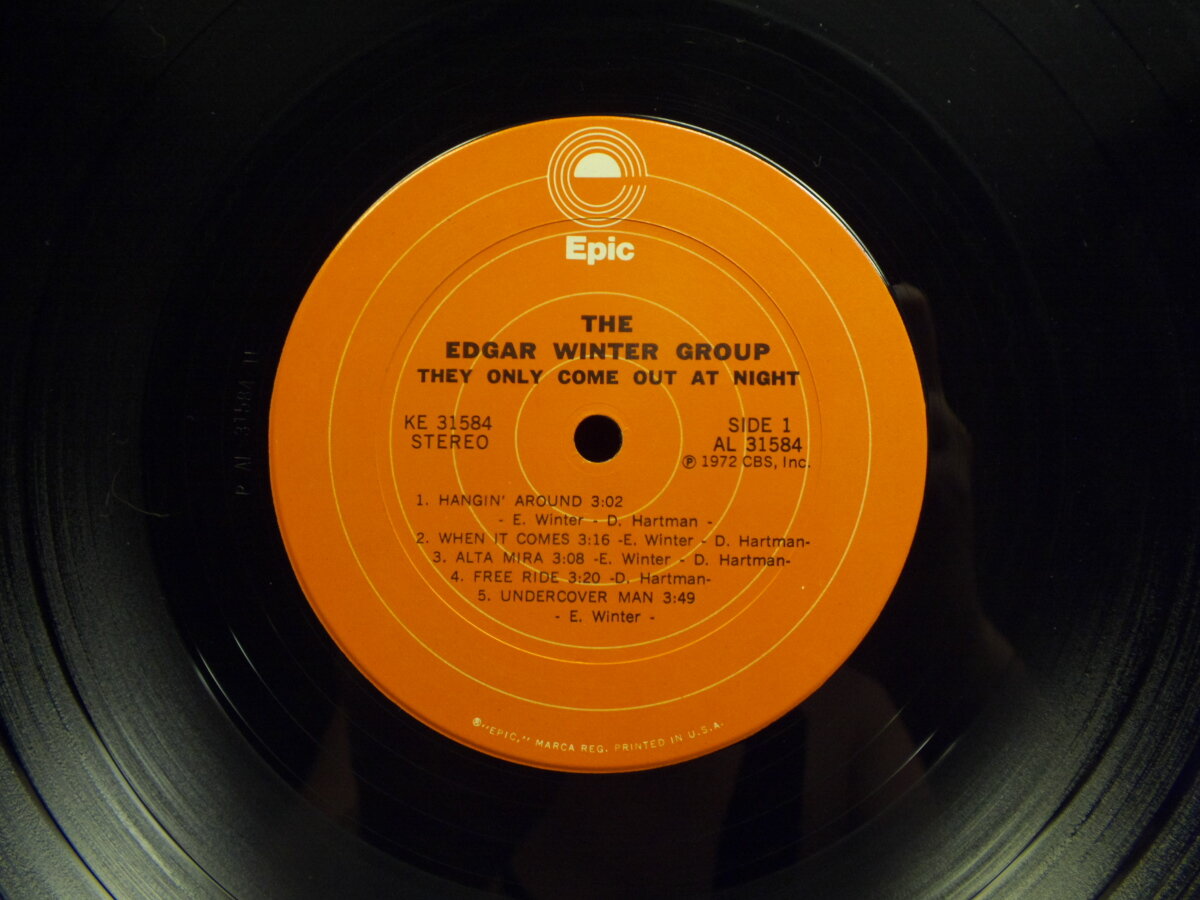 Epic
THE
EDGAR WINTER GROUP
THEY ONLY COME OUT AT NIGHT
KE 31584
STEREO
SIDE 1
AL 31584
Ⓟ 1972 CBS, Inc.
1. HANGIN' AROUND 3:02
- E. Winter - D. Hartman -
2. WHEN IT COMES 3:16 -E. Winter - D. Hartman-
3. ALTA MIRA 3:08 -E. Winter - D. Hartman-
4. FREE RIDE 3:20 -D. Hartman-
5. UNDERCOVER MAN 3:49
- E. Winter -
®"EPIC," MARCA REG. PRINTED IN U.S.A.
P AL 31584